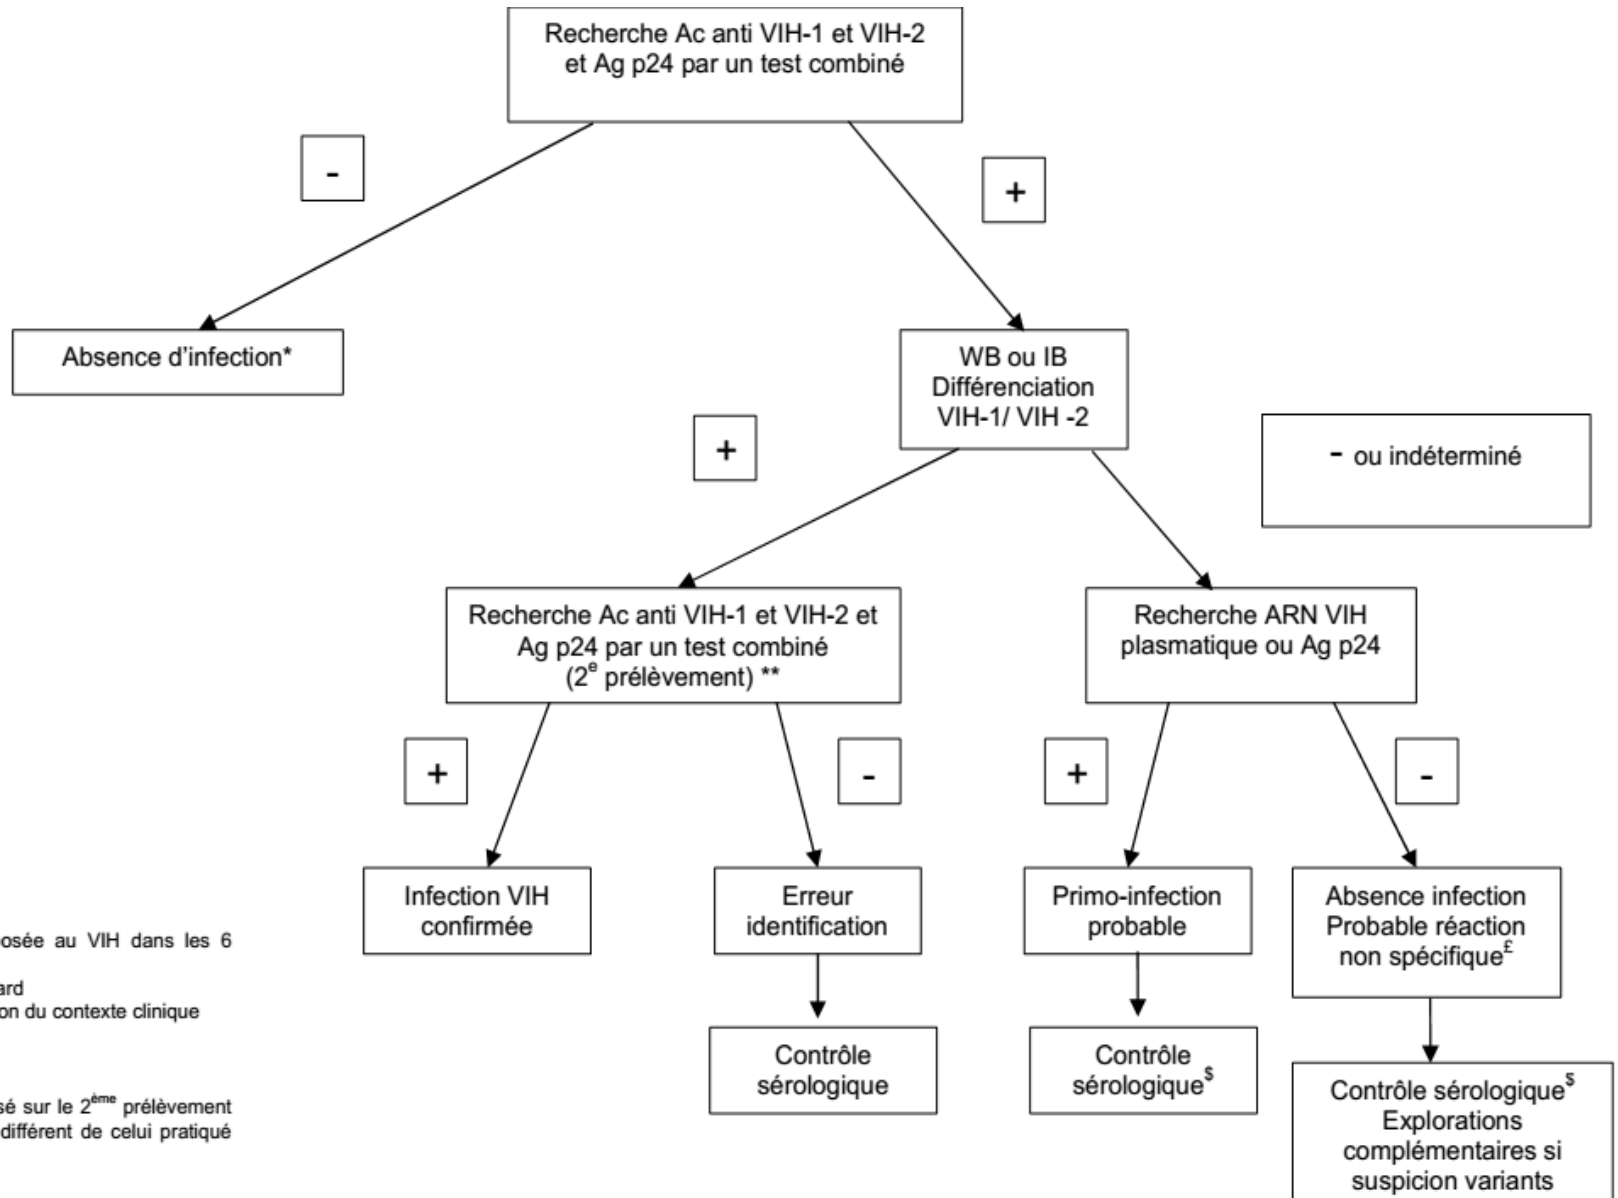 Recherche Ac anti VIH-1 et VIH-2
et Ag p24 par un test combiné
-
+
Absence d'infection*
WB ou IB
Différenciation
VIH-1/ VIH -2
+
- ou indéterminé
Recherche Ac anti VIH-1 et VIH-2 et
Ag p24 par un test combiné
(2e prélèvement) **
Recherche ARN VIH
plasmatique ou Ag p24
+
-
+
-
Infection VIH
confirmée
Erreur
identification
Primo-infection
probable
Absence infection
Probable réaction
non spécifique£
Contrôle
sérologique
Contrôle
sérologique$
Contrôle sérologique$
Explorations
complémentaires si
suspicion variants
osée au VIH dans les 6
ard
on du contexte clinique
sé sur le 2ème prélèvement
différent de celui pratiqué